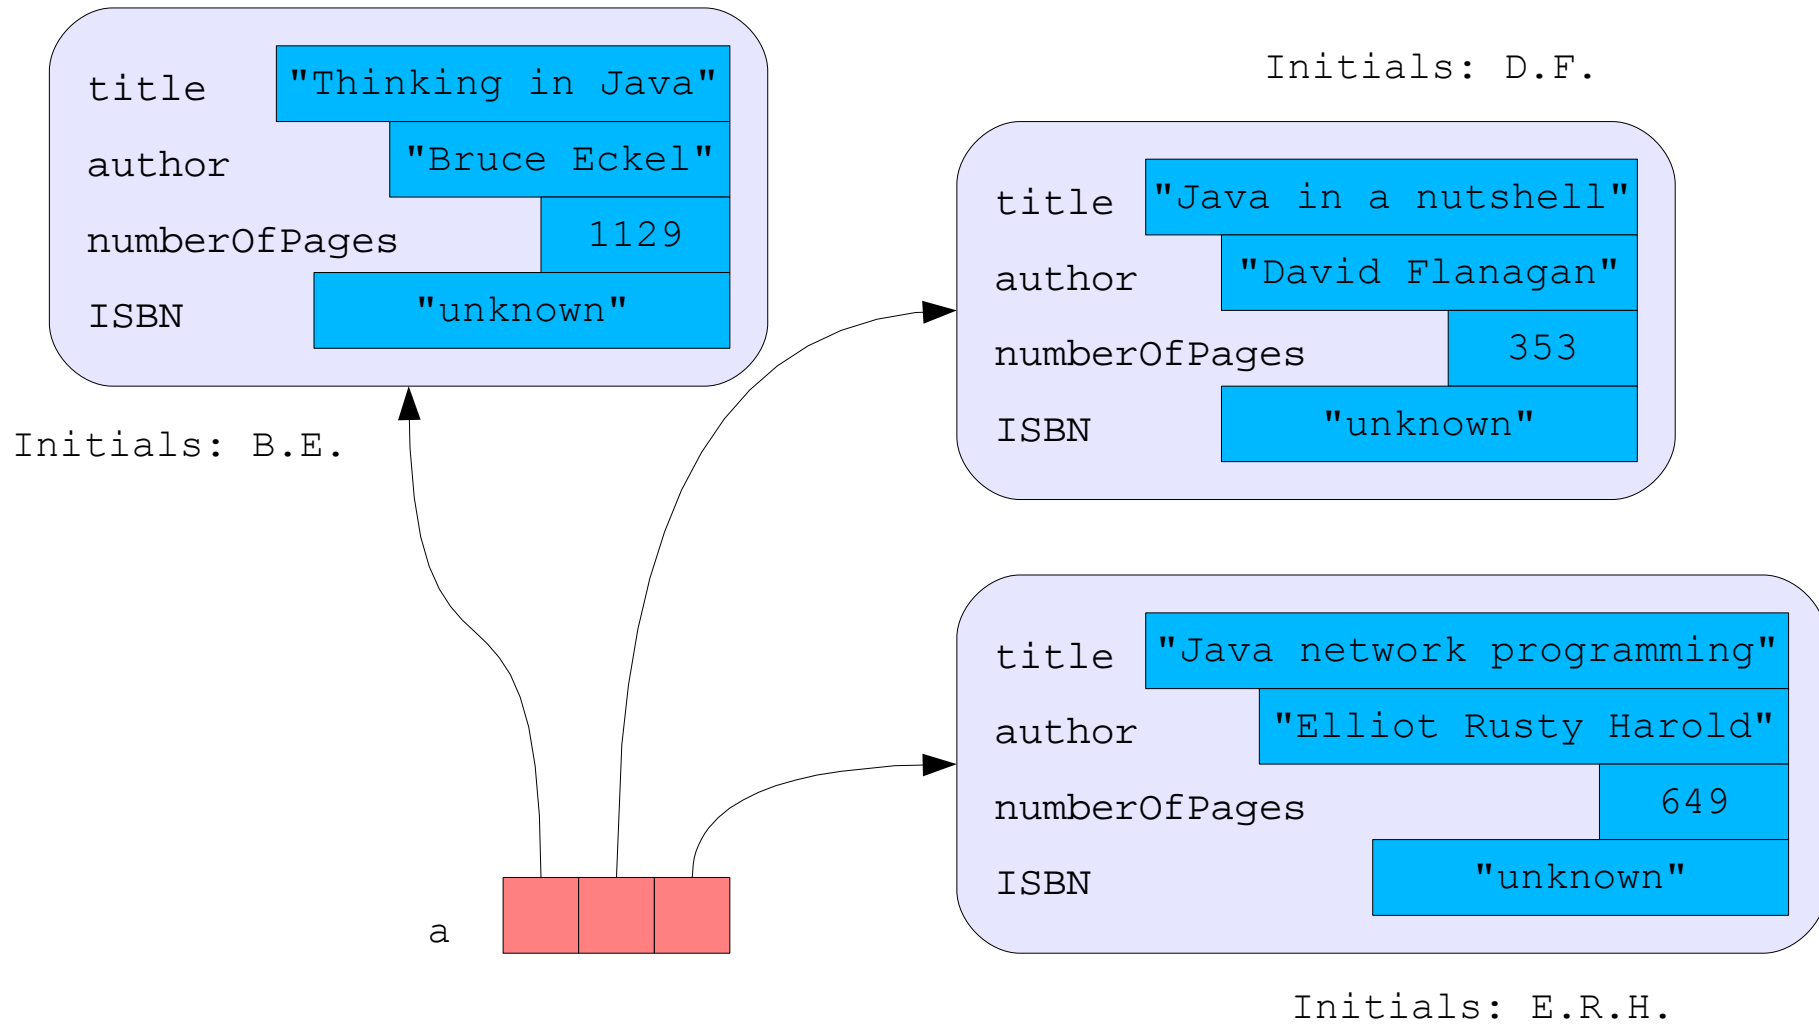 title "Thinking in Java"
author "Bruce Eckel"
numberOfPages 1129
ISBN "unknown"
Initials: B.E.
Initials: D.F.
title "Java in a nutshell"
author "David Flanagan"
numberOfPages 353
ISBN "unknown"
title "Java network programming"
author "Elliot Rusty Harold"
numberOfPages 649
ISBN "unknown"
Initials: E.R.H.
a